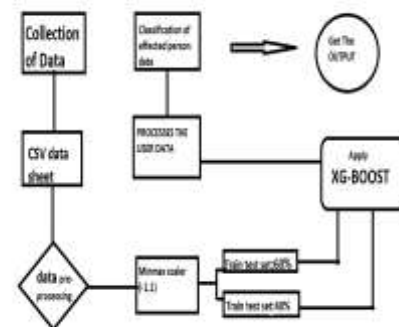 Collection
of Data
CSV data
sheet
data pre-
processing
Minmax scaler
(-1,1)
Train test set:60%
Train test set:40%
Apply
XG-BOOST
PROCESSES THE
USER DATA
Classification of
effected person
data
Get The
OUTPUT